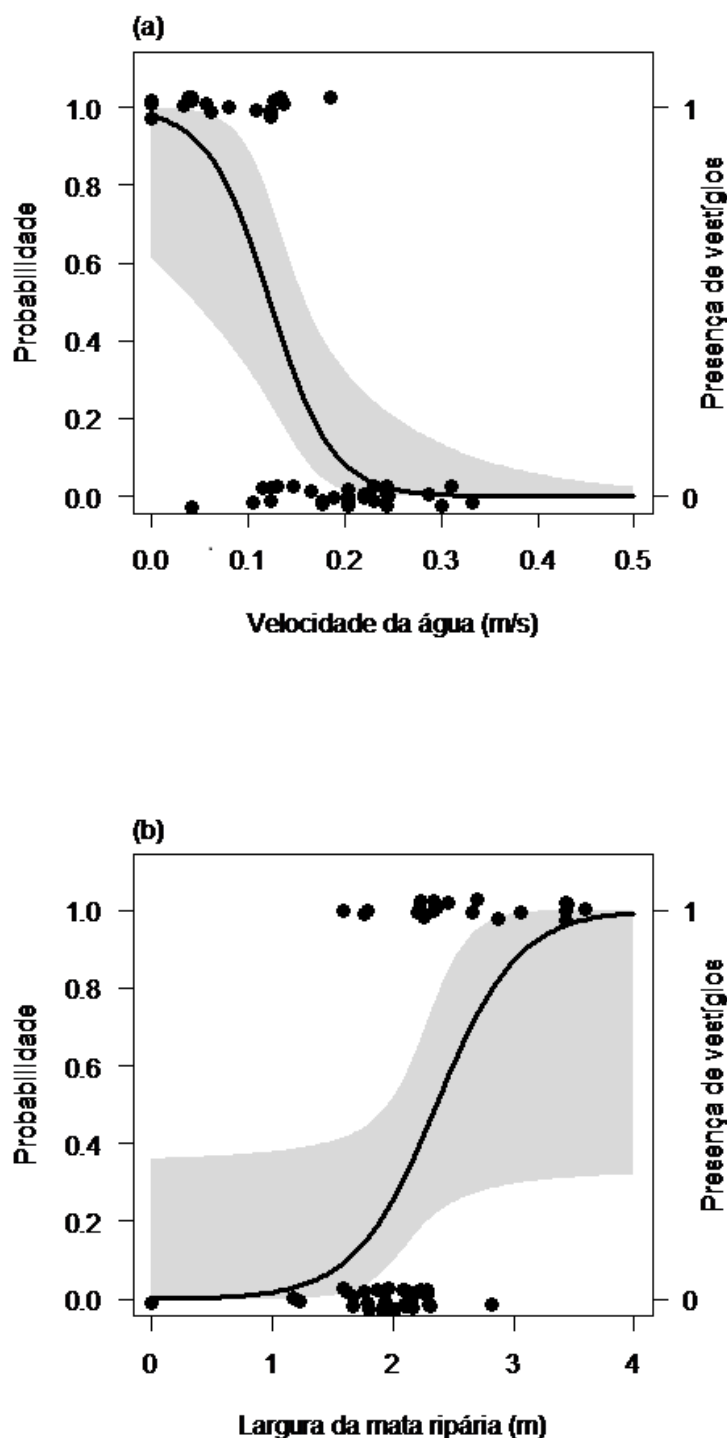 (a)
1.0
0.8
0.6
0.4
0.2
0.0
Probabilidade
1
0
Presença de vestígios
0.0 0.1 0.2 0.3 0.4 0.5
Velocidade da água (m/s)
(b)
1.0
0.8
0.6
0.4
0.2
0.0
Probabilidade
1
0
Presença de vestígios
0 1 2 3 4
Largura da mata ripária (m)